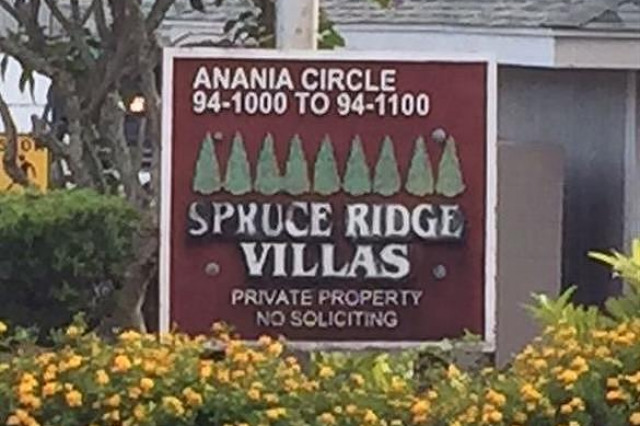 ANANIA CIRCLE
94-1000 TO 94-1100
SPRUCE RIDGE
VILLAS
PRIVATE PROPERTY
NO SOLICITING